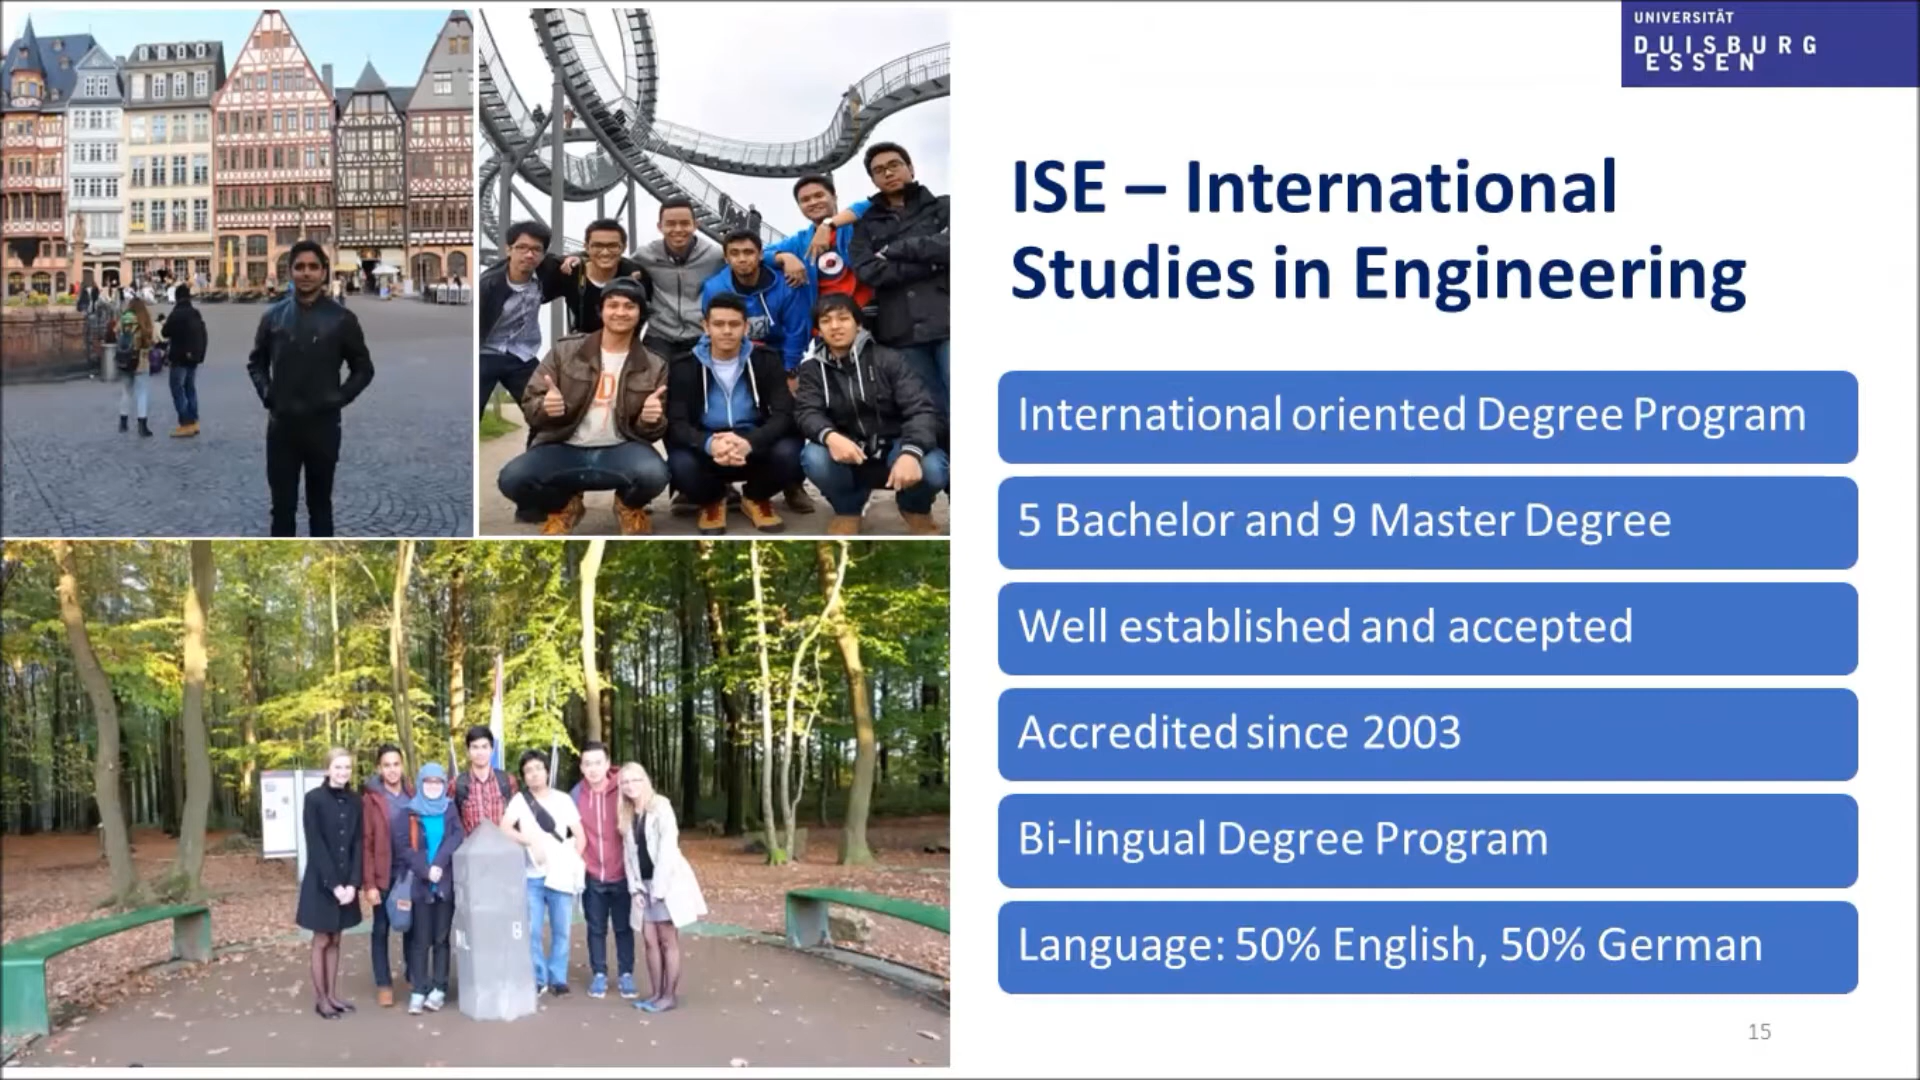 UNIVERSITÄT
DUISBURG
ESSEN
ISE – International
Studies in Engineering
International oriented Degree Program
5 Bachelor and 9 Master Degree
Well established and accepted
Accredited since 2003
Bi-lingual Degree Program
Language: 50% English, 50% German
NL
B
15